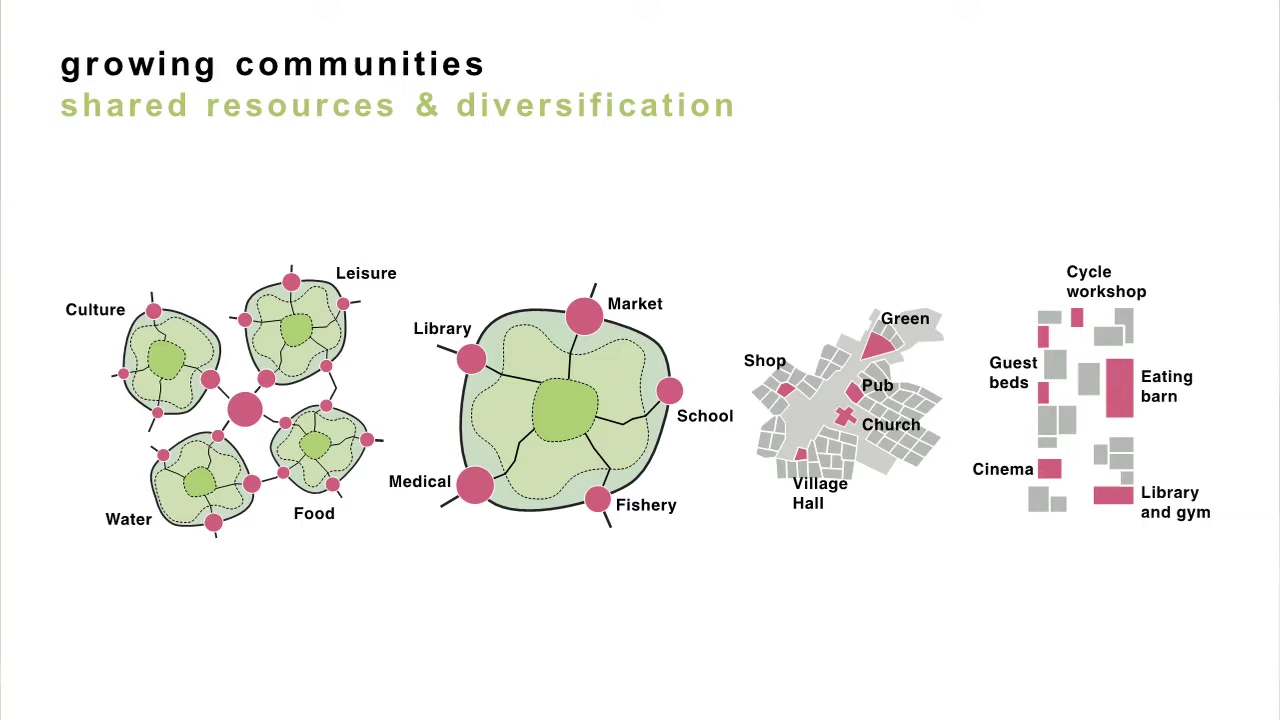 growing communities
shared resources & diversification
Culture
Leisure
Water
Food
Library
Market
School
Medical
Fishery
Green
Shop
Pub
Church
Village
Hall
Cycle
workshop
Guest
beds
Eating
barn
Cinema
Library
and gym